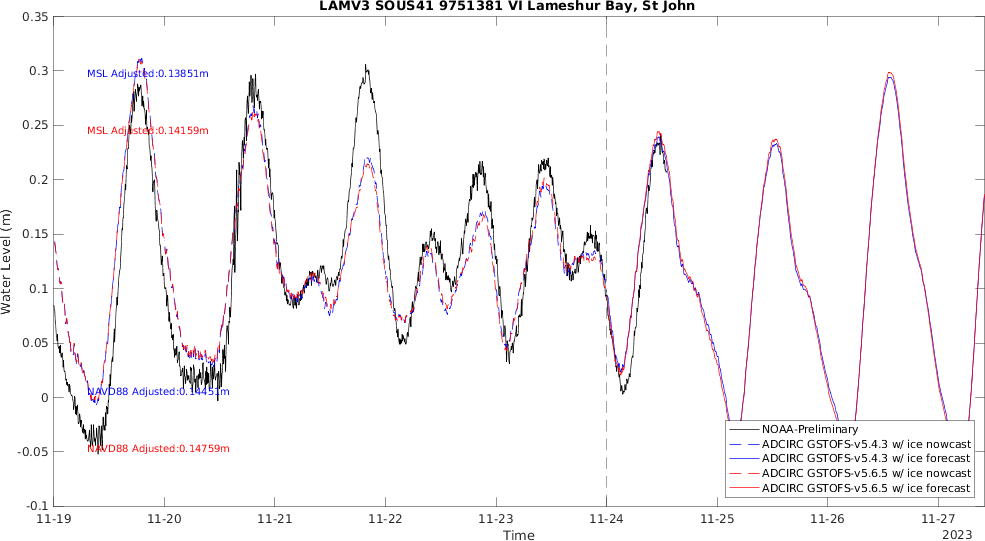 LAMV3 SOUS41 9751381 VI Lameshur Bay, St John
0.35
0.3
0.25
0.2
0.15
0.1
0.05
0
-0.05
-0.1
Water Level (m)
MSL Adjusted:0.13851m
MSL Adjusted:0.14159m
NAVD88 Adjusted:0.14451m
NAVD88 Adjusted:0.14759m
NOAA-Preliminary
ADCIRC GSTOFS-v5.4.3 w/ ice nowcast
ADCIRC GSTOFS-v5.4.3 w/ ice forecast
ADCIRC GSTOFS-v5.6.5 w/ ice nowcast
ADCIRC GSTOFS-v5.6.5 w/ ice forecast
11-19 11-20 11-21 11-22 11-23 11-24 11-25 11-26 11-27
Time
2023